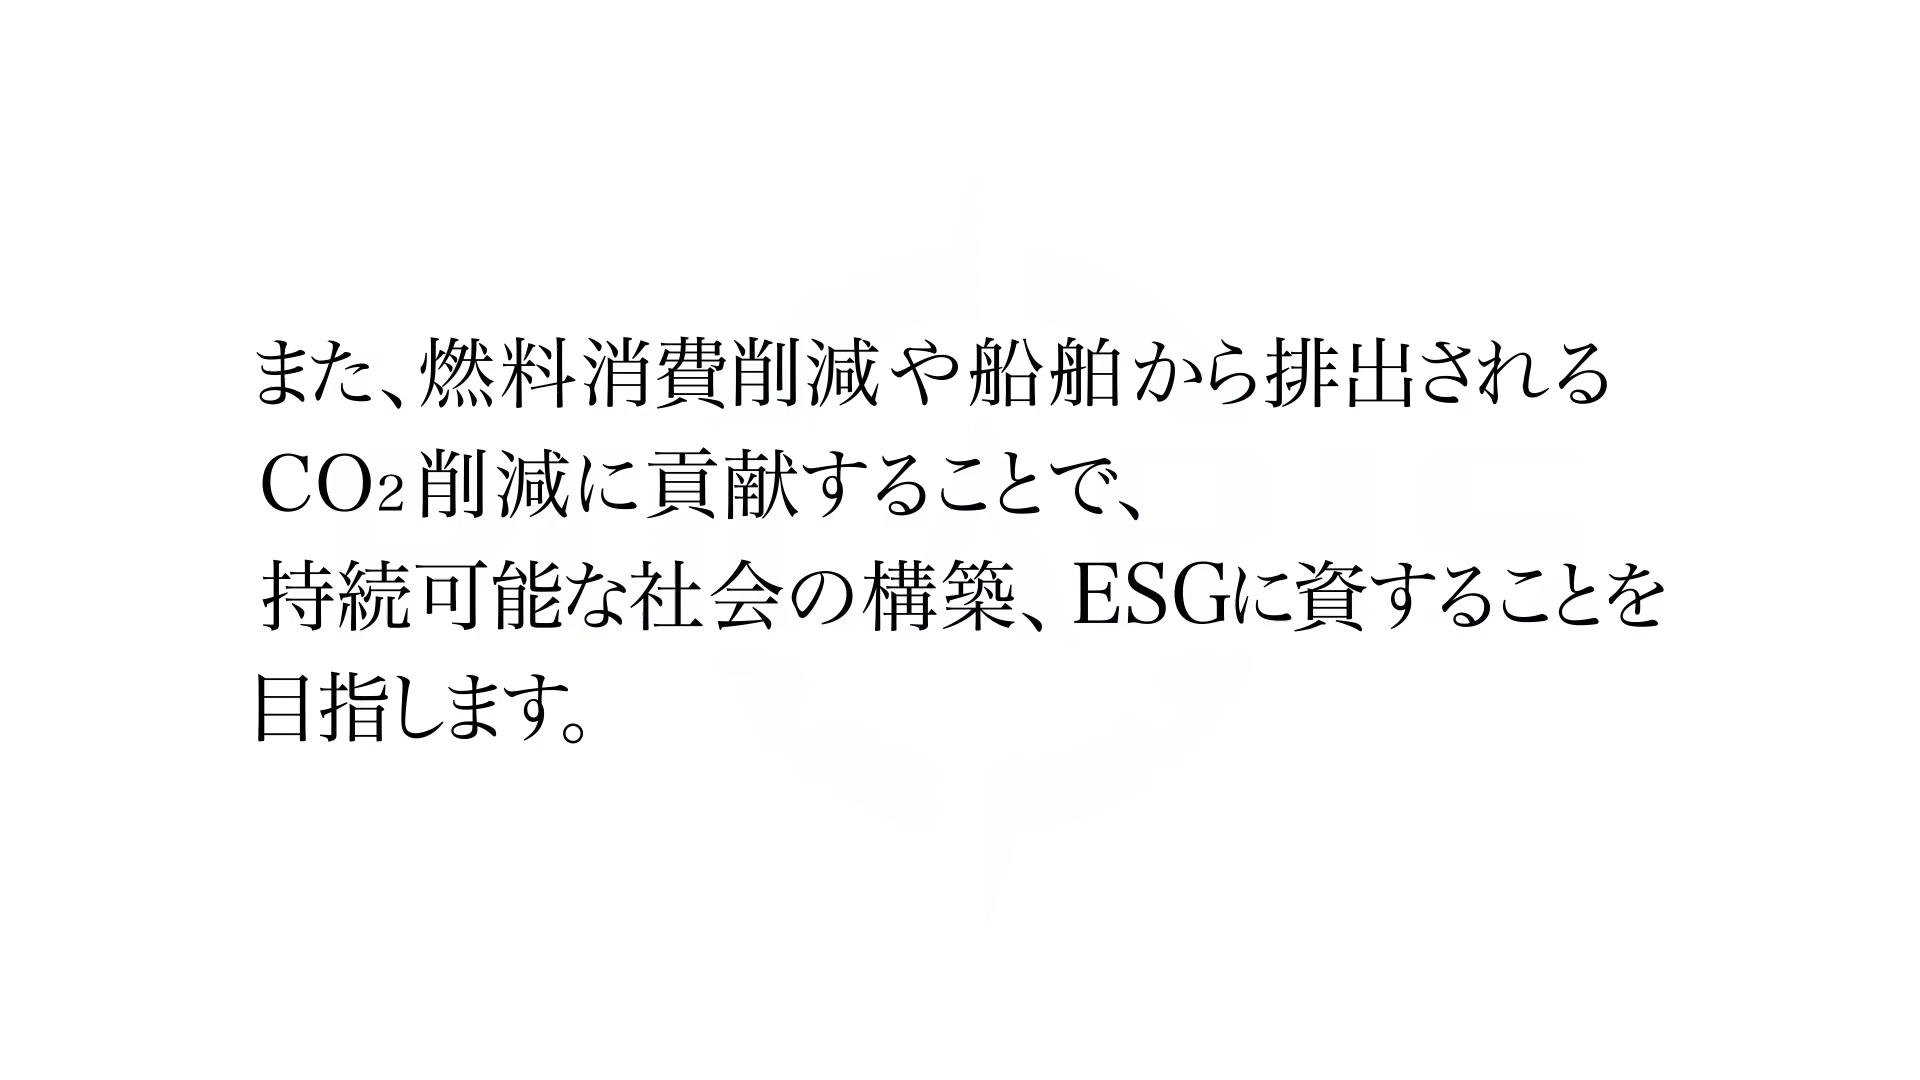 また、燃料消費削減や船舶から排出される
CO₂削減に貢献することで、
持続可能な社会の構築、ESGに資することを
目指します。